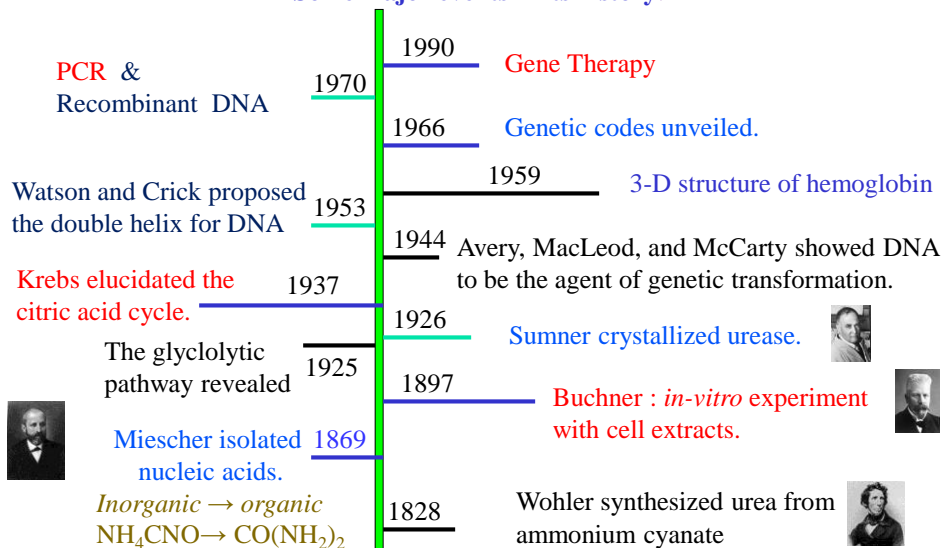 1990
Gene Therapy
PCR &
Recombinant DNA
1970
1966
Genetic codes unveiled.
1959
3-D structure of hemoglobin
Watson and Crick proposed
the double helix for DNA
1953
1944
Avery, MacLeod, and McCarty showed DNA
to be the agent of genetic transformation.
Krebs elucidated the
citric acid cycle.
1937
1926
Sumner crystallized urease.
The glyclolytic
pathway revealed
1925
1897
Buchner : in-vitro experiment
with cell extracts.
Miescher isolated
nucleic acids.
1869
Inorganic → organic
NH₄CNO→ CO(NH₂)₂
1828
Wohler synthesized urea from
ammonium cyanate